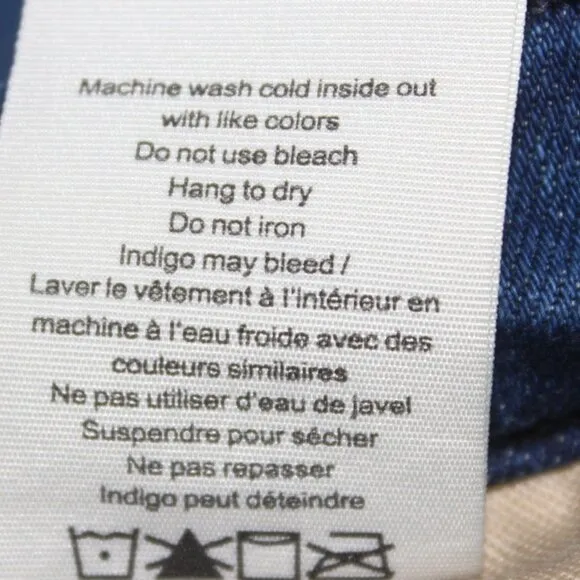 Machine wash cold inside out
with like colors
Do not use bleach
Hang to dry
Do not iron
Indigo may bleed /
Laver le vêtement à l'intérieur en
machine à l'eau froide avec des
couleurs similaires
Ne pas utiliser d'eau de javel
Suspendre pour sécher
Ne pas repasser
Indigo peut déteindre